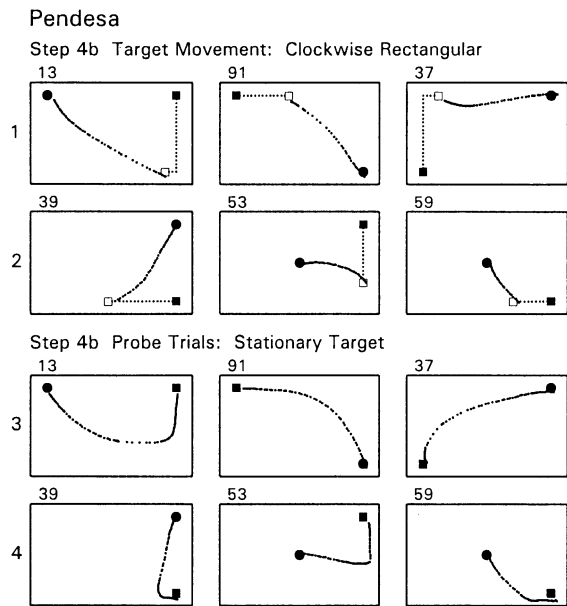 Pendesa
Step 4b Target Movement: Clockwise Rectangular
13 91 37
1
39 53 59
2
Step 4b Probe Trials: Stationary Target
13 91 37
3
39 53 59
4